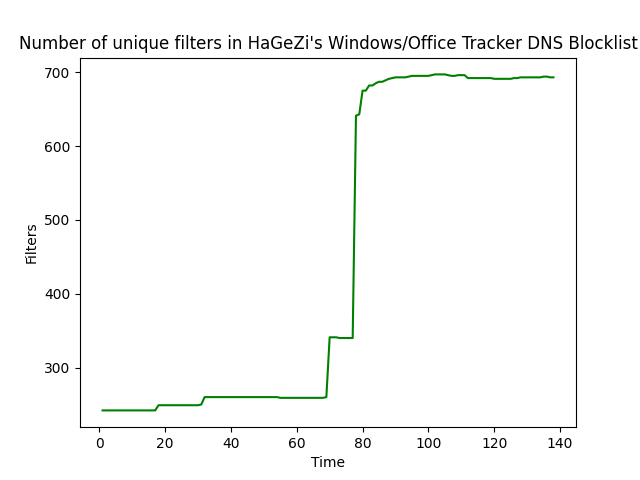 Number of unique filters in HaGeZi's Windows/Office Tracker DNS Blocklist
700
600
500
400
300
Filters
0 20 40 60 80 100 120 140
Time